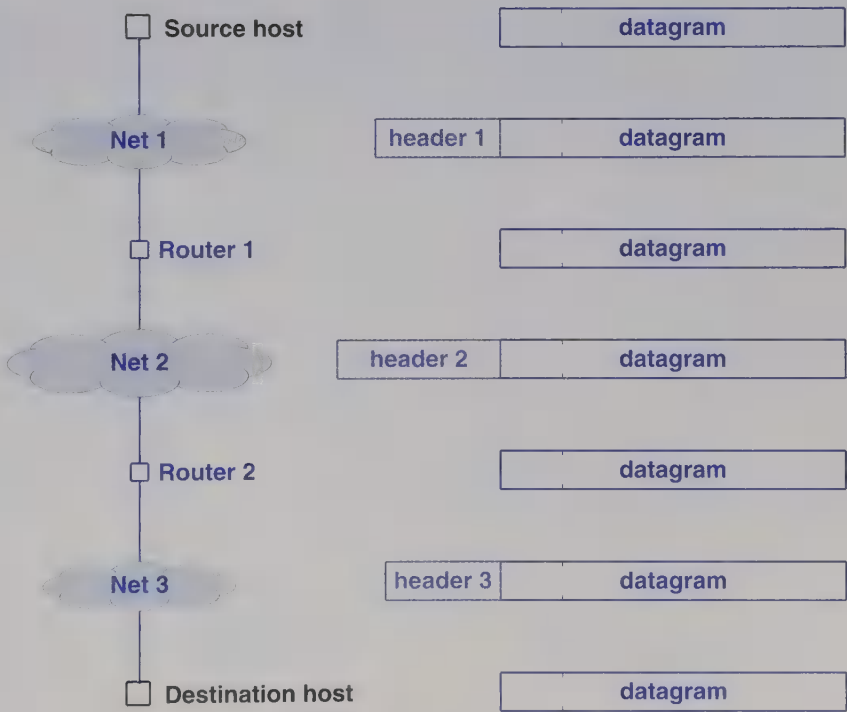 Source host datagram
Net 1 header 1 datagram
Router 1 datagram
Net 2 header 2 datagram
Router 2 datagram
Net 3 header 3 datagram
Destination host datagram